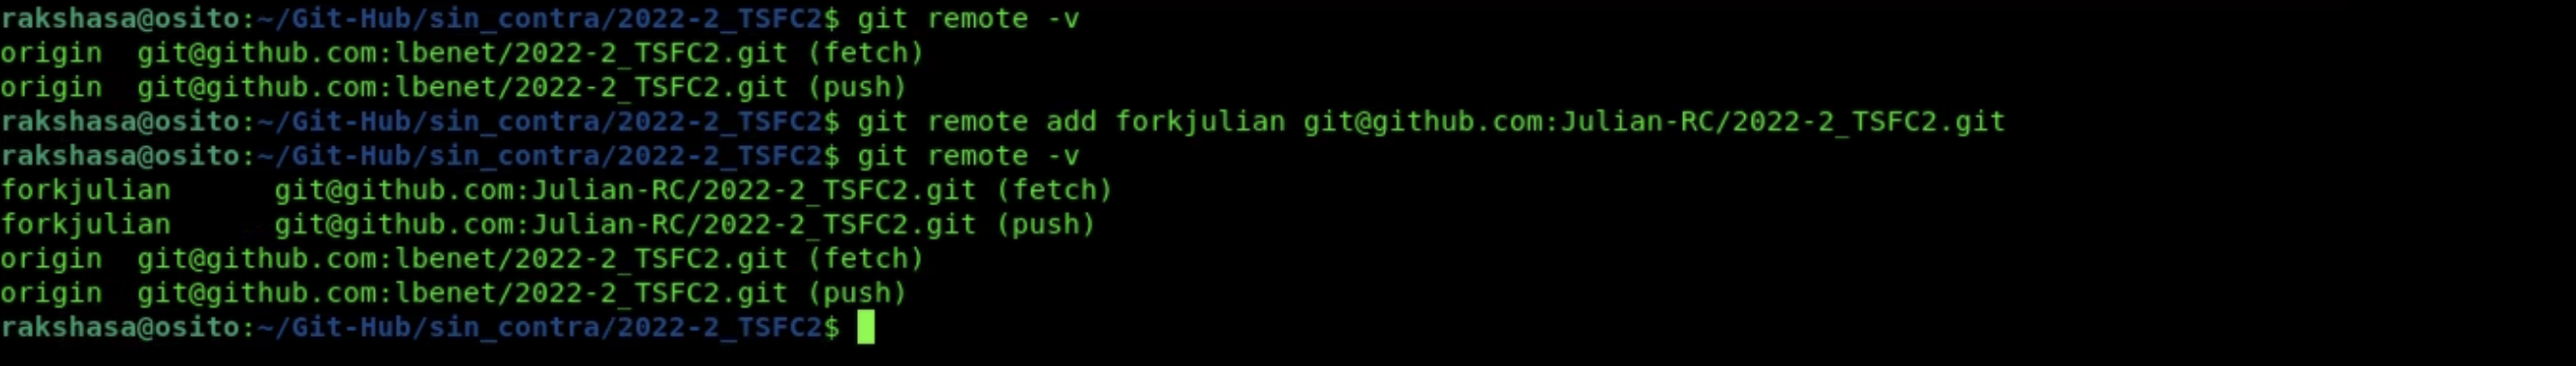 rakshasa@osito:~/Git-Hub/sin_contra/2022-2_TSFC2$ git remote -v
origin  git@github.com:lbenet/2022-2_TSFC2.git (fetch)
origin  git@github.com:lbenet/2022-2_TSFC2.git (push)
rakshasa@osito:~/Git-Hub/sin_contra/2022-2_TSFC2$ git remote add forkjulian git@github.com:Julian-RC/2022-2_TSFC2.git
rakshasa@osito:~/Git-Hub/sin_contra/2022-2_TSFC2$ git remote -v
forkjulian      git@github.com:Julian-RC/2022-2_TSFC2.git (fetch)
forkjulian      git@github.com:Julian-RC/2022-2_TSFC2.git (push)
origin  git@github.com:lbenet/2022-2_TSFC2.git (fetch)
origin  git@github.com:lbenet/2022-2_TSFC2.git (push)
rakshasa@osito:~/Git-Hub/sin_contra/2022-2_TSFC2$